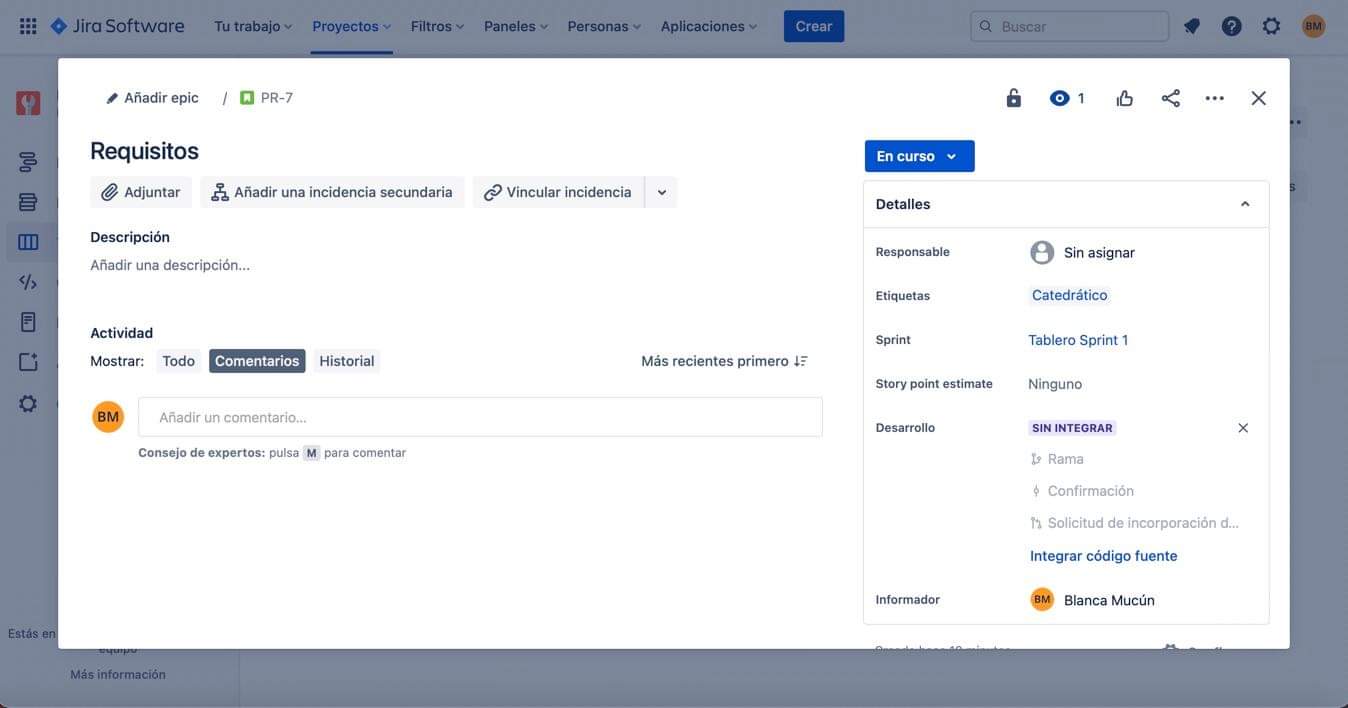 Jira Software Tu trabajo Proyectos Filtros Paneles Personas Aplicaciones Crear Buscar BM
Añadir epic / PR-7 1
Requisitos
En curso
Adjuntar Añadir una incidencia secundaria Vincular incidencia
Detalles
Descripción
Añadir una descripción...
Responsable Sin asignar
Etiquetas Catedrático
Actividad
Sprint Tablero Sprint 1
Mostrar: Todo Comentarios Historial Más recientes primero
Story point estimate Ninguno
BM Añadir un comentario...
Desarrollo SIN INTEGRAR
Consejo de expertos: pulsa M para comentar
Rama
Confirmación
Solicitud de incorporación d...
Integrar código fuente
Informador BM Blanca Mucún
Estás en
equipo
Más información